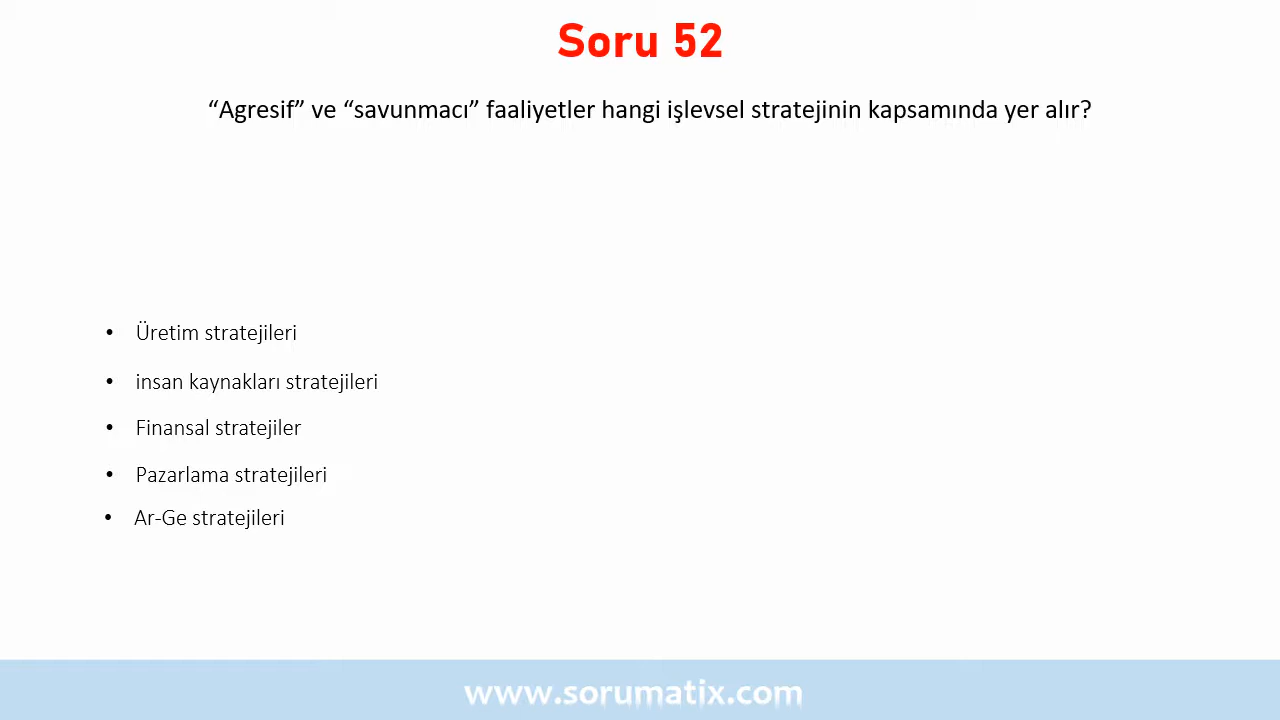 Soru 52
“Agresif” ve “savunmacı” faaliyetler hangi işlevsel stratejinin kapsamında yer alır?
• Üretim stratejileri
• insan kaynakları stratejileri
• Finansal stratejiler
• Pazarlama stratejileri
• Ar-Ge stratejileri
www.sorumatix.com